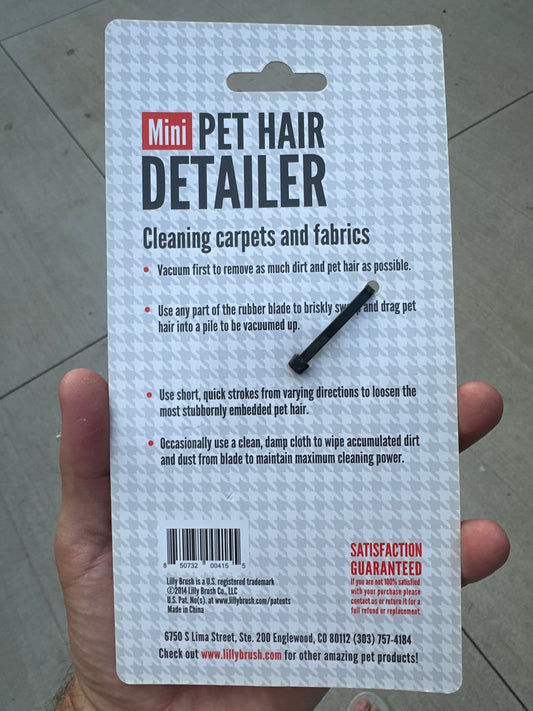 Mini PET HAIR
DETAILER
Cleaning carpets and fabrics
• Vacuum first to remove as much dirt and pet hair as possible.
• Use any part of the rubber blade to briskly and drag pet
hair into a pile to be vacuumed up.
• Use short, quick strokes from varying directions to loosen the
most stubbornly embedded pet hair.
• Occasionally use a clean, damp cloth to wipe accumulated dirt
and dust from blade to maintain maximum cleaning power.
8 50732 00415 5
Lilly Brush is a U.S. registered trademark
©2014 Lilly Brush Co., LLC
U.S. Pat. No(s). at www.lillybrush.com/patents
Made in China
SATISFACTION
GUARANTEED
If you are not 100% satisfied
with your purchase please
contact us or return it for a
full refund or replacement.
6750 S Lima Street, Ste. 200 Englewood, CO 80112 (303) 757-4184
Check out www.lillybrush.com for other amazing pet products!